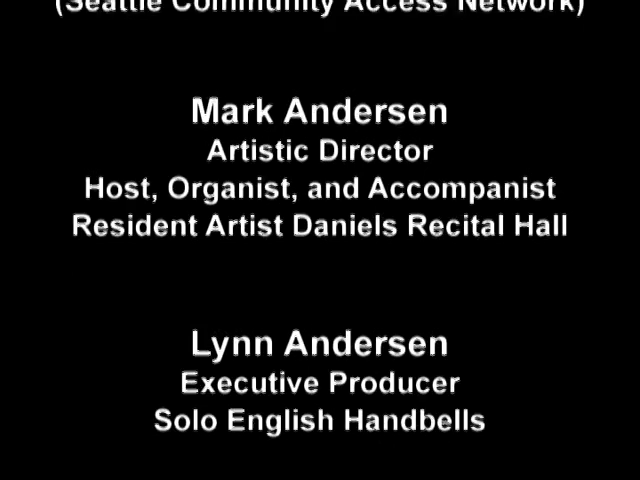 (Seattle Community Access Network)
Mark Andersen
Artistic Director
Host, Organist, and Accompanist
Resident Artist Daniels Recital Hall
Lynn Andersen
Executive Producer
Solo English Handbells